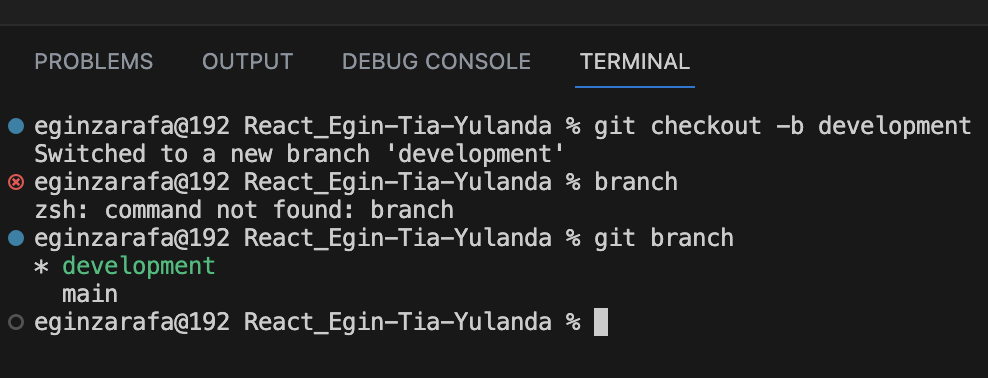 PROBLEMS OUTPUT DEBUG CONSOLE TERMINAL
eginzarafa@192 React_Egin-Tia-Yulanda % git checkout -b development
Switched to a new branch 'development'
eginzarafa@192 React_Egin-Tia-Yulanda % branch
zsh: command not found: branch
eginzarafa@192 React_Egin-Tia-Yulanda % git branch
* development
main
eginzarafa@192 React_Egin-Tia-Yulanda %